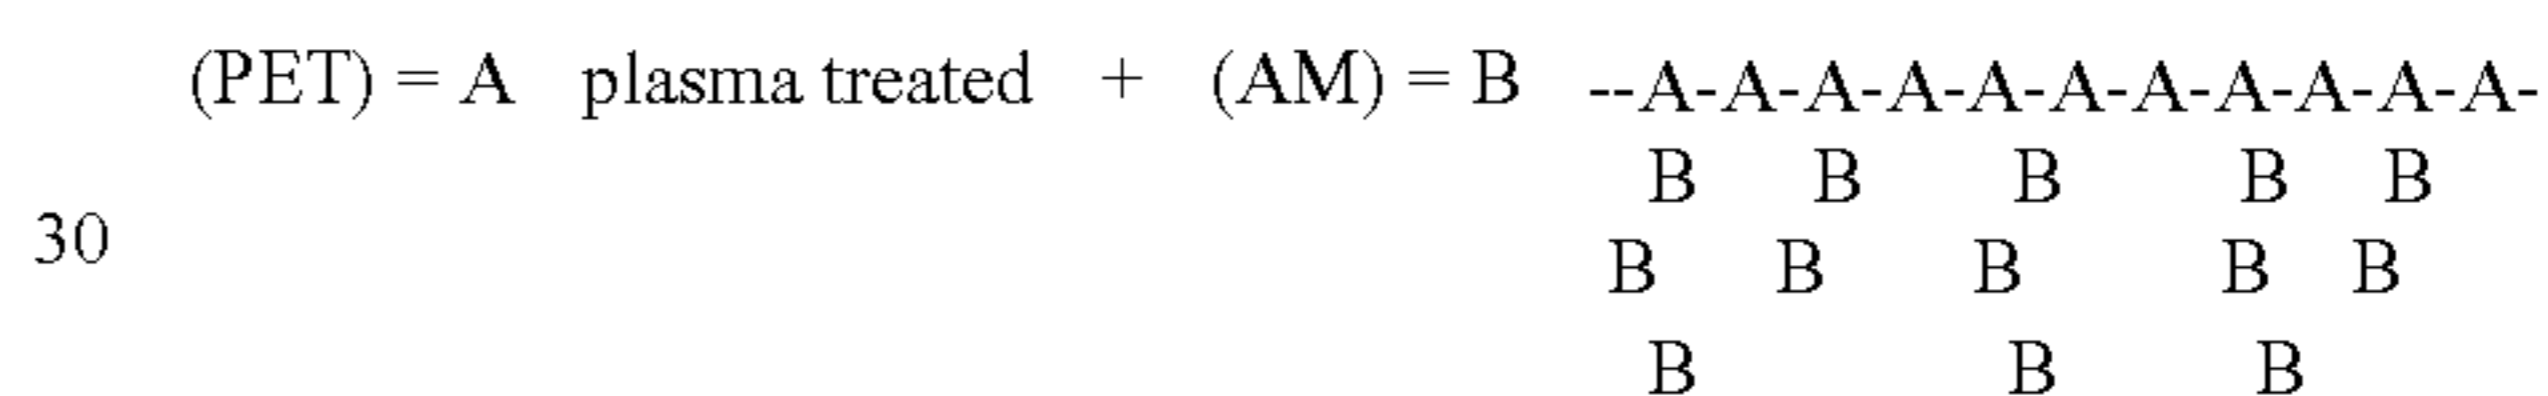 (PET) = A plasma treated + (AM) = B --A-A-A-A-A-A-A-A-A-A-A-
B B B B B
30
B B B B B
B B B